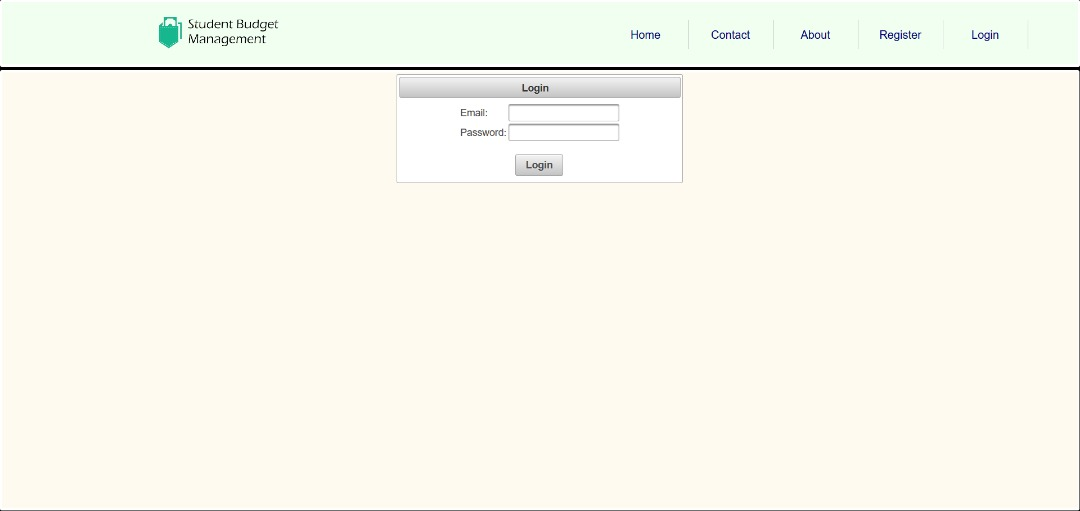 Student Budget
Management
Home
Contact
About
Register
Login
Login
Email:
Password:
Login